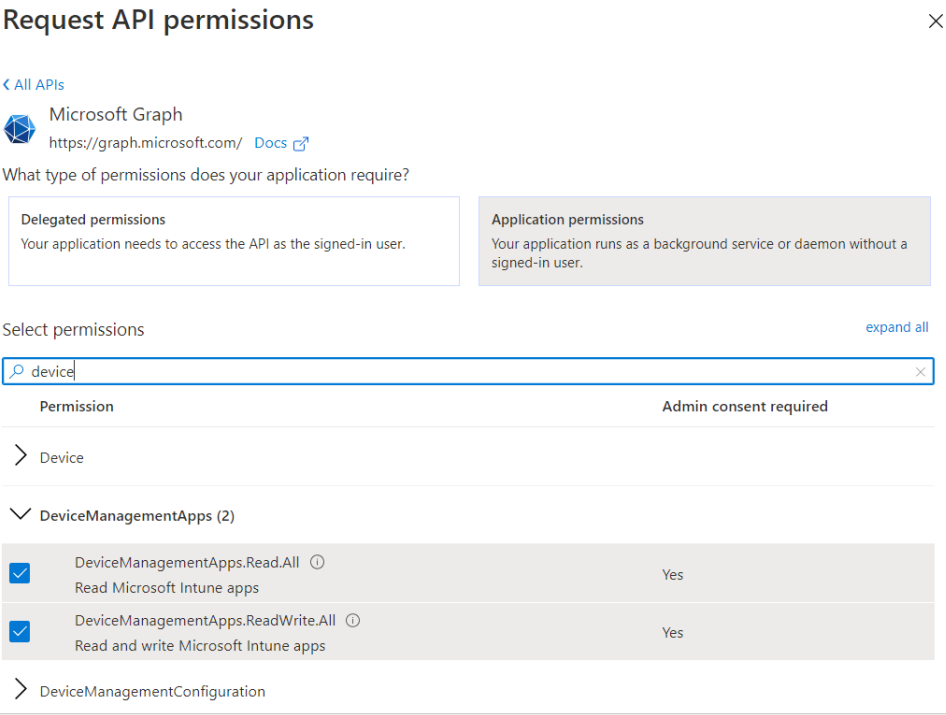 Request API permissions
All APIs
Microsoft Graph
https://graph.microsoft.com/ Docs
What type of permissions does your application require?
Delegated permissions
Your application needs to access the API as the signed-in user.
Application permissions
Your application runs as a background service or daemon without a
signed-in user.
Select permissions
expand all
device
Permission
Admin consent required
Device
DeviceManagementApps (2)
DeviceManagementApps.Read.All
Read Microsoft Intune apps
Yes
DeviceManagementApps.ReadWrite.All
Read and write Microsoft Intune apps
Yes
DeviceManagementConfiguration